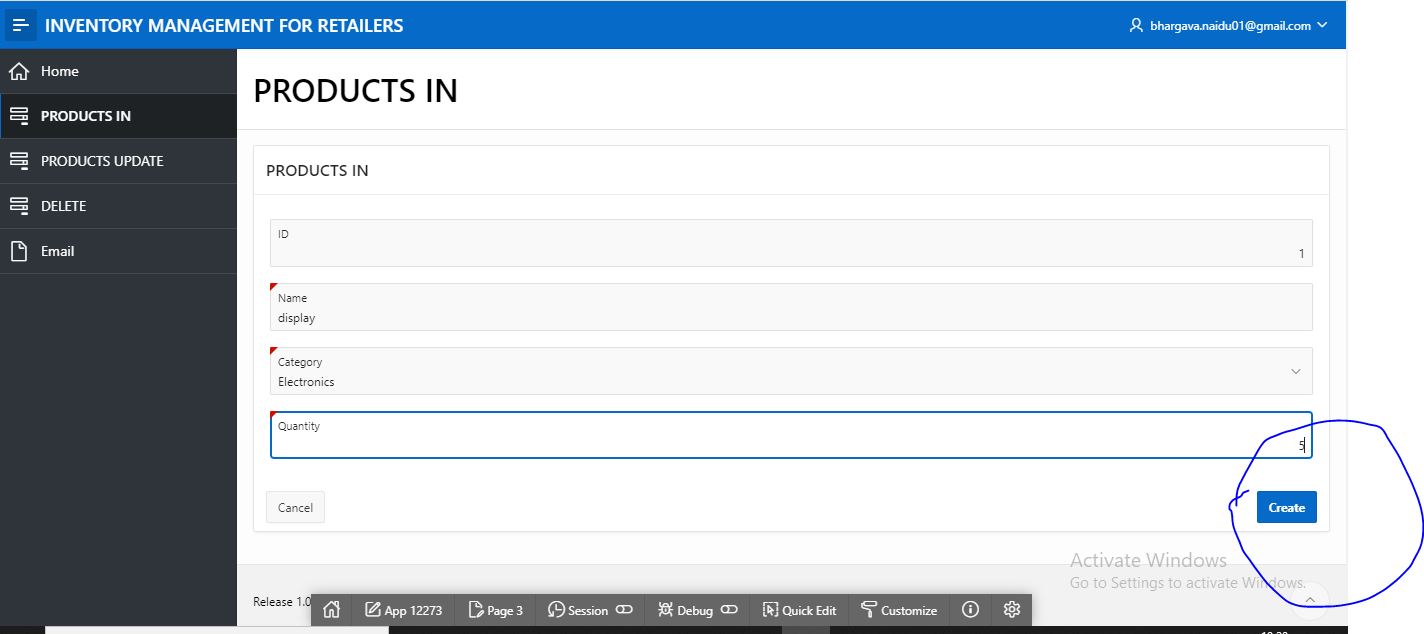 INVENTORY MANAGEMENT FOR RETAILERS
bhargava.naidu01@gmail.com
Home
PRODUCTS IN
PRODUCTS UPDATE
DELETE
Email
PRODUCTS IN
PRODUCTS IN
ID
1
Name
display
Category
Electronics
Quantity
5
Cancel
Create
Activate Windows
Go to Settings to activate Windows.
Release 1.0
App 12273
Page 3
Session
Debug
Quick Edit
Customize